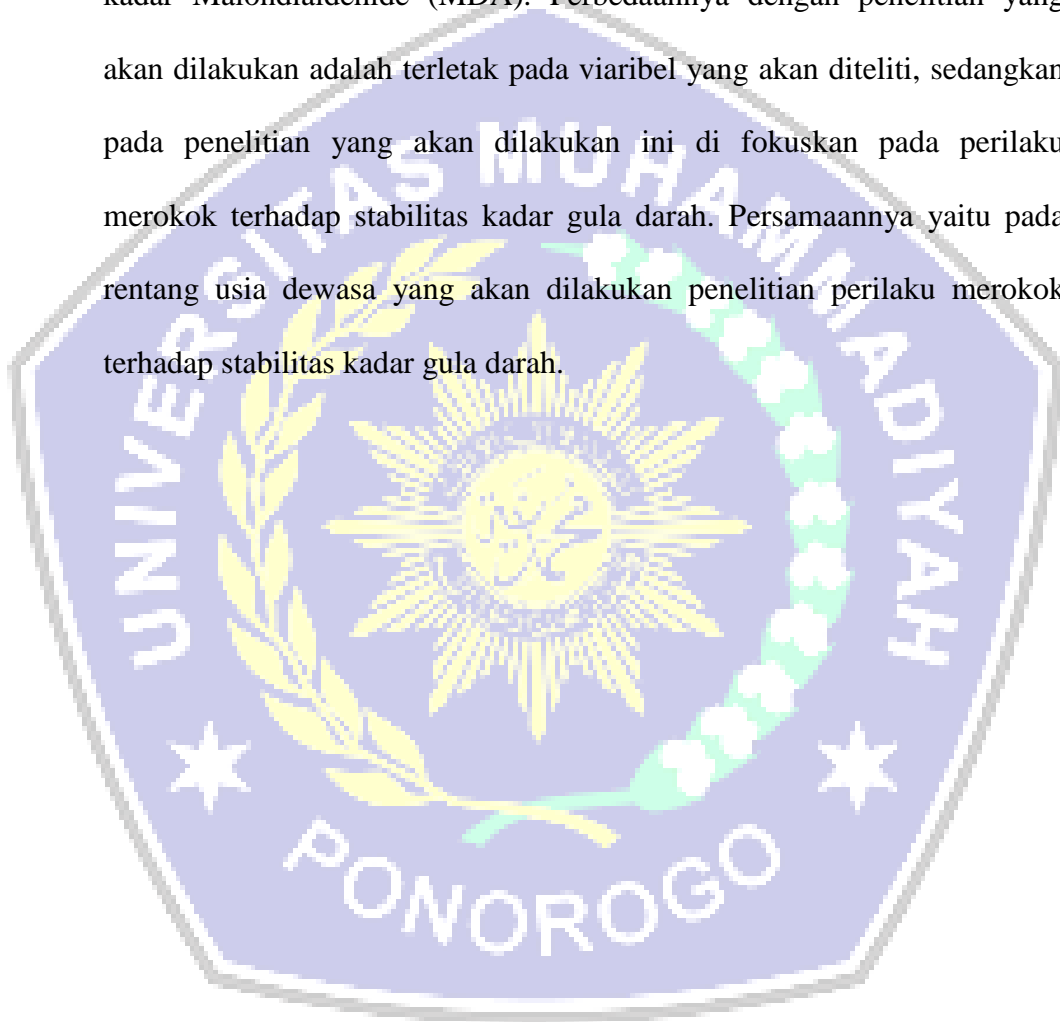 kadar Malondialdehide (MDA). Perbedaannya dengan penelitian yang
akan dilakukan adalah terletak pada viaribel yang akan diteliti, sedangkan
pada penelitian yang akan dilakukan ini di fokuskan pada perilaku
merokok terhadap stabilitas kadar gula darah. Persamaannya yaitu pada
rentang usia dewasa yang akan dilakukan penelitian perilaku merokok
terhadap stabilitas kadar gula darah.
UNIVERSITAS MUHAMMADIYAH
PONOROGO